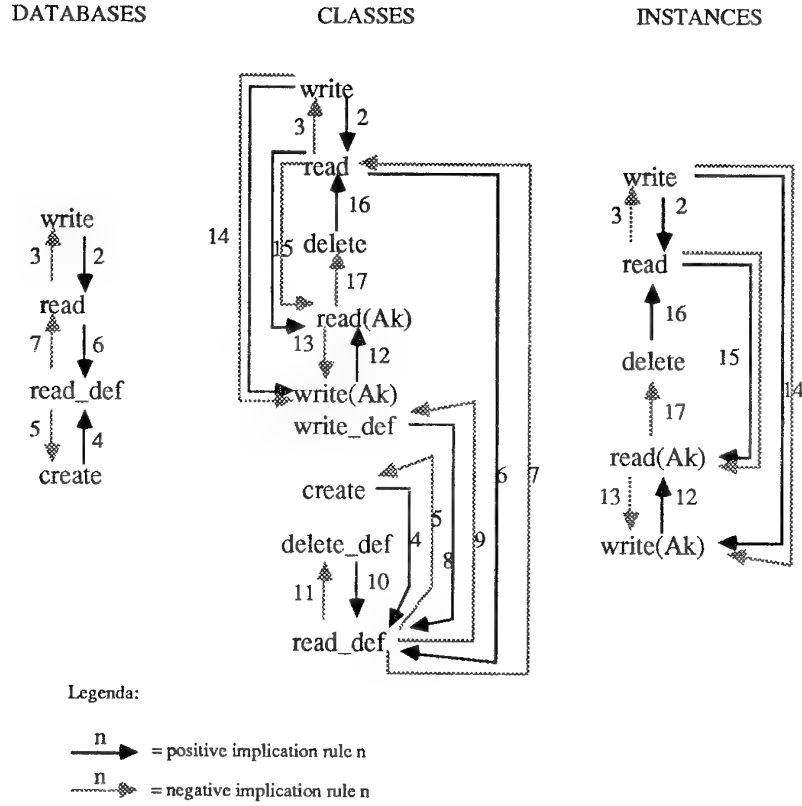 DATABASES CLASSES INSTANCES
write
3 2
read
7 6
read_def
5 4
create
write
3 2
read
16
14 15 delete
17
read(Ak)
13 12
write(Ak)
write_def
6 7
create
5
4 9
delete_def 8
11 10
read_def
write
3 2
read
16
15
delete
14
17
read(Ak)
13 12
write(Ak)
Legenda:
n
= positive implication rule n
n
= negative implication rule n